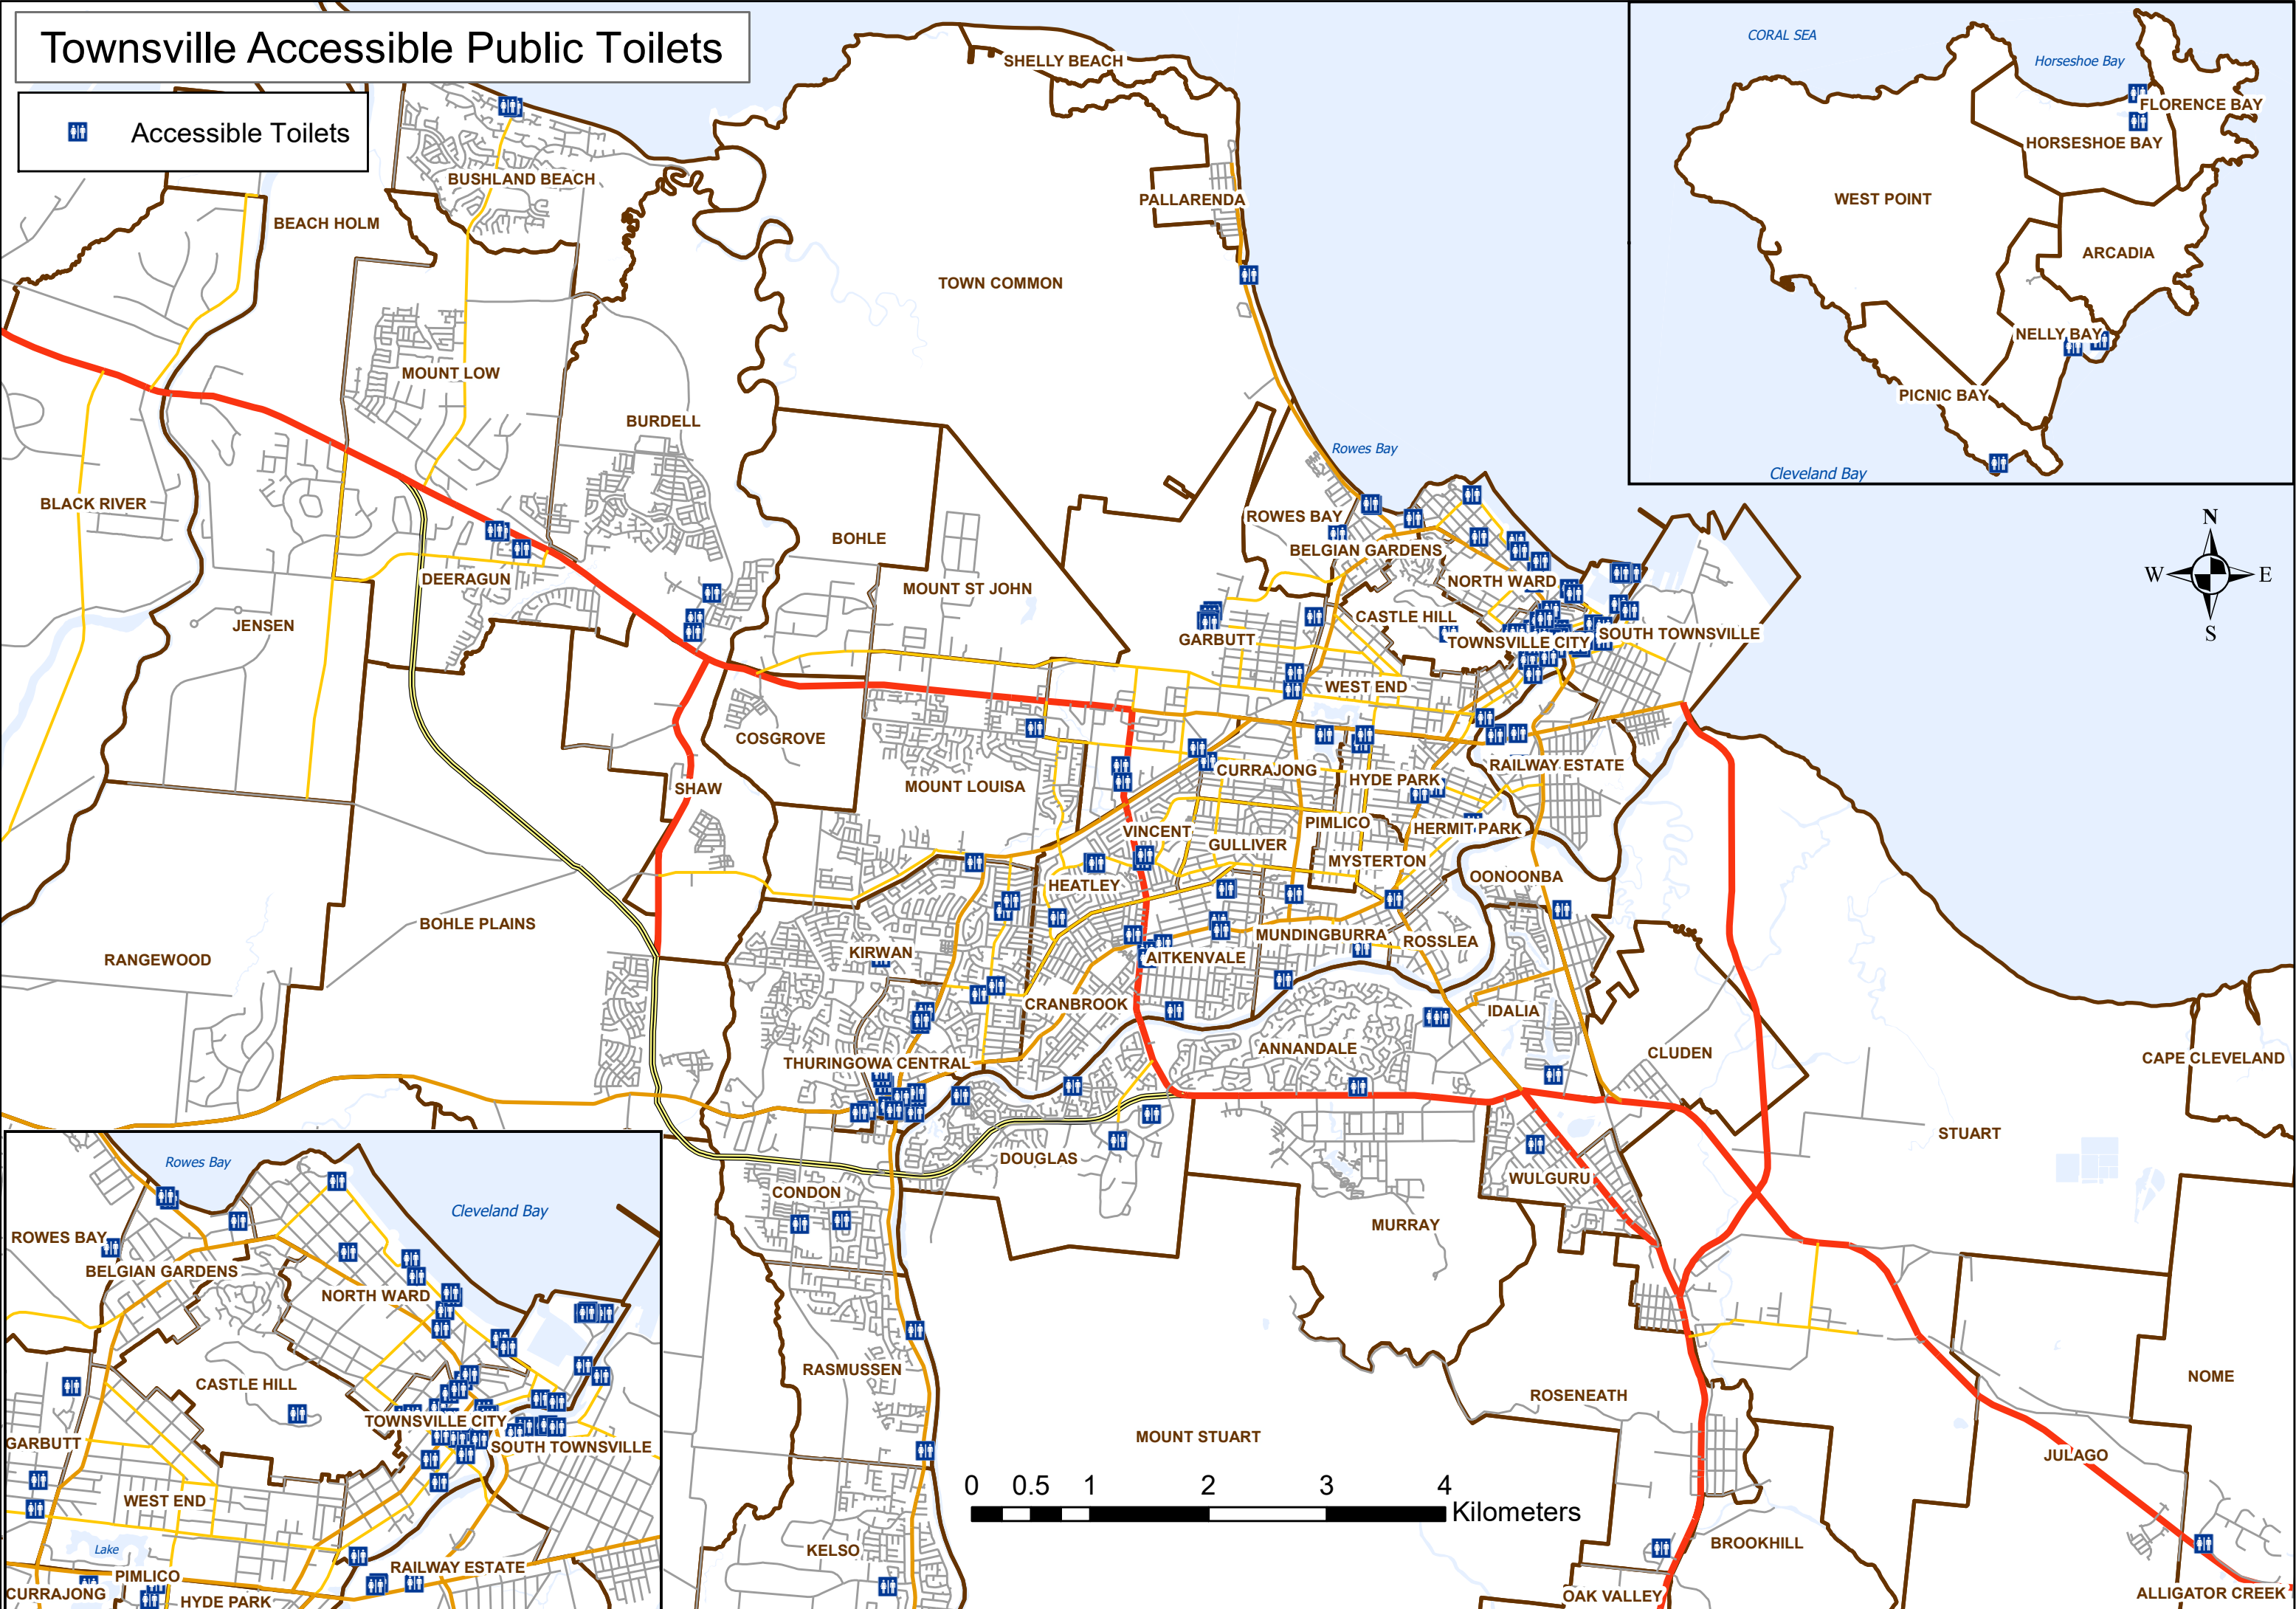 Townsville Accessible Public Toilets
Accessible Toilets
SHELLY BEACH
BUSHLAND BEACH
BEACH HOLM
PALLARENDA
TOWN COMMON
MOUNT LOW
BURDELL
Rowes Bay
BLACK RIVER
ROWES BAY
BOHLE
BELGIAN GARDENS
DEERAGUN
MOUNT ST JOHN
NORTH WARD
JENSEN
CASTLE HILL
GARBUTT
TOWNSVILLE CITY
SOUTH TOWNSVILLE
WEST END
COSGROVE
SHAW
MOUNT LOUISA
CURRAJONG
HYDE PARK
RAILWAY ESTATE
VINCENT
PIMLICO
HERMIT PARK
GULLIVER
MYSTERTON
HEATLEY
OONOONBA
BOHLE PLAINS
RANGEWOOD
KIRWAN
MUNDINGBURRA
ROSSLEA
AITKENVALE
CRANBROOK
IDALIA
THURINGOWA CENTRAL
ANNANDALE
CLUDEN
CAPE CLEVELAND
STUART
DOUGLAS
CONDON
WULGURU
MURRAY
RASMUSSEN
ROSENEATH
NOME
MOUNT STUART
JULAGO
KELSO
BROOKHILL
OAK VALLEY
ALLIGATOR CREEK
0 0.5 1 2 3 4
Kilometers
CORAL SEA
Horseshoe Bay
FLORENCE BAY
HORSESHOE BAY
WEST POINT
ARCADIA
NELLY BAY
PICNIC BAY
Cleveland Bay
N
W E
S
Rowes Bay
Cleveland Bay
ROWES BAY
BELGIAN GARDENS
NORTH WARD
CASTLE HILL
TOWNSVILLE CITY
GARBUTT
SOUTH TOWNSVILLE
WEST END
Lake
RAILWAY ESTATE
PIMLICO
CURRAJONG
HYDE PARK